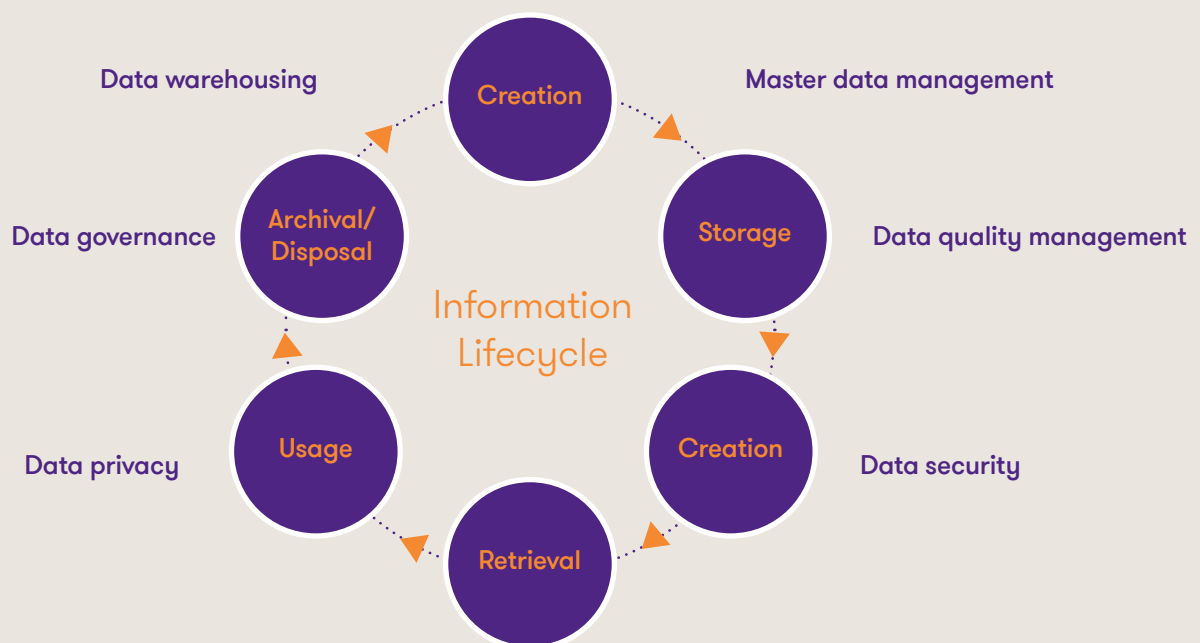 Data warehousing
Creation
Master data management
Archival/
Disposal
Storage
Data governance
Data quality management
Information
Lifecycle
Usage
Creation
Data privacy
Data security
Retrieval